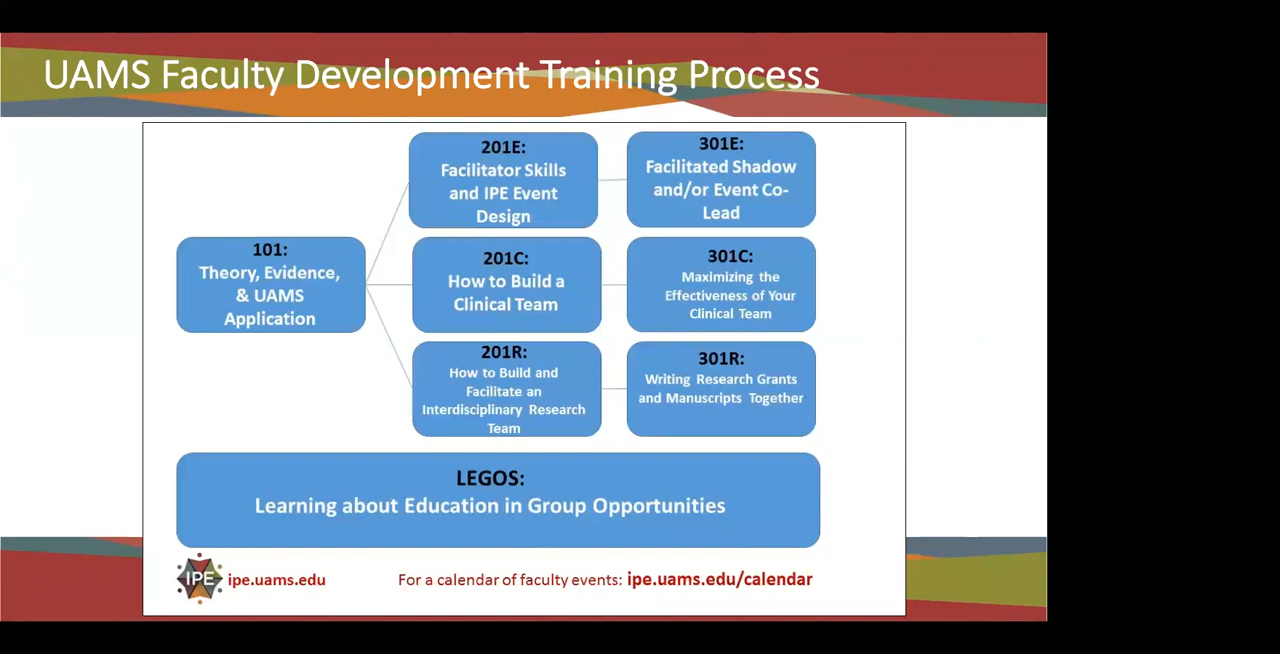 UAMS Faculty Development Training Process
101:
Theory, Evidence,
& UAMS
Application
201E:
Facilitator Skills
and IPE Event
Design
301E:
Facilitated Shadow
and/or Event Co-
Lead
201C:
How to Build a
Clinical Team
301C:
Maximizing the
Effectiveness of Your
Clinical Team
201R:
How to Build and
Facilitate an
Interdisciplinary Research
Team
301R:
Writing Research Grants
and Manuscripts Together
LEGOS:
Learning about Education in Group Opportunities
IPE ipe.uams.edu
For a calendar of faculty events: ipe.uams.edu/calendar